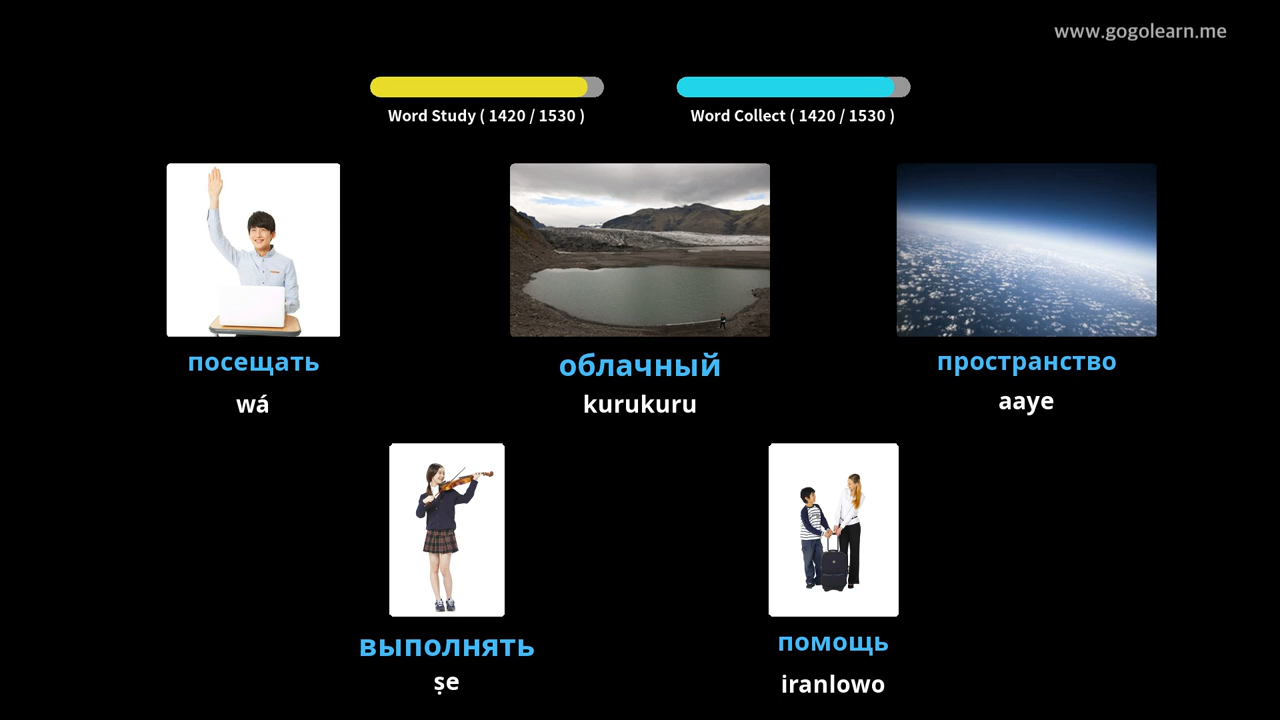 www.gogolearn.me
Word Study ( 1420 / 1530 )
Word Collect ( 1420 / 1530 )
посещать
облачный
пространство
wá
kurukuru
aaye
выполнять
помощь
ṣe
iranlowo